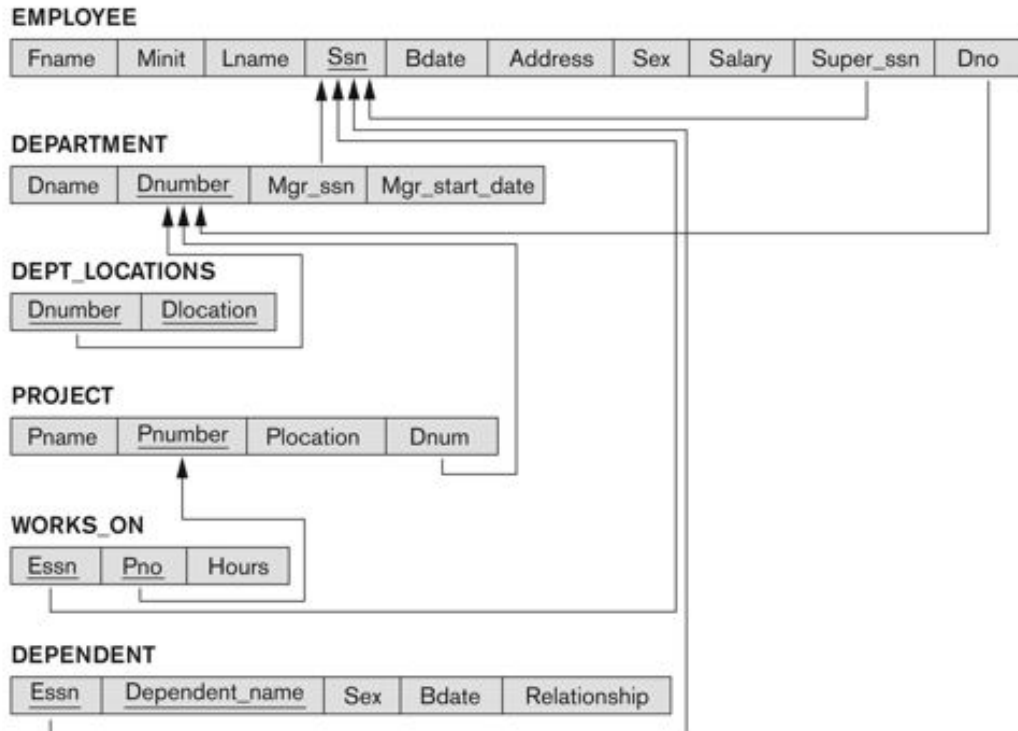 EMPLOYEE
Fname Minit Lname Ssn Bdate Address Sex Salary Super_ssn Dno
DEPARTMENT
Dname Dnumber Mgr_ssn Mgr_start_date
DEPT_LOCATIONS
Dnumber Dlocation
PROJECT
Pname Pnumber Plocation Dnum
WORKS_ON
Essn Pno Hours
DEPENDENT
Essn Dependent_name Sex Bdate Relationship